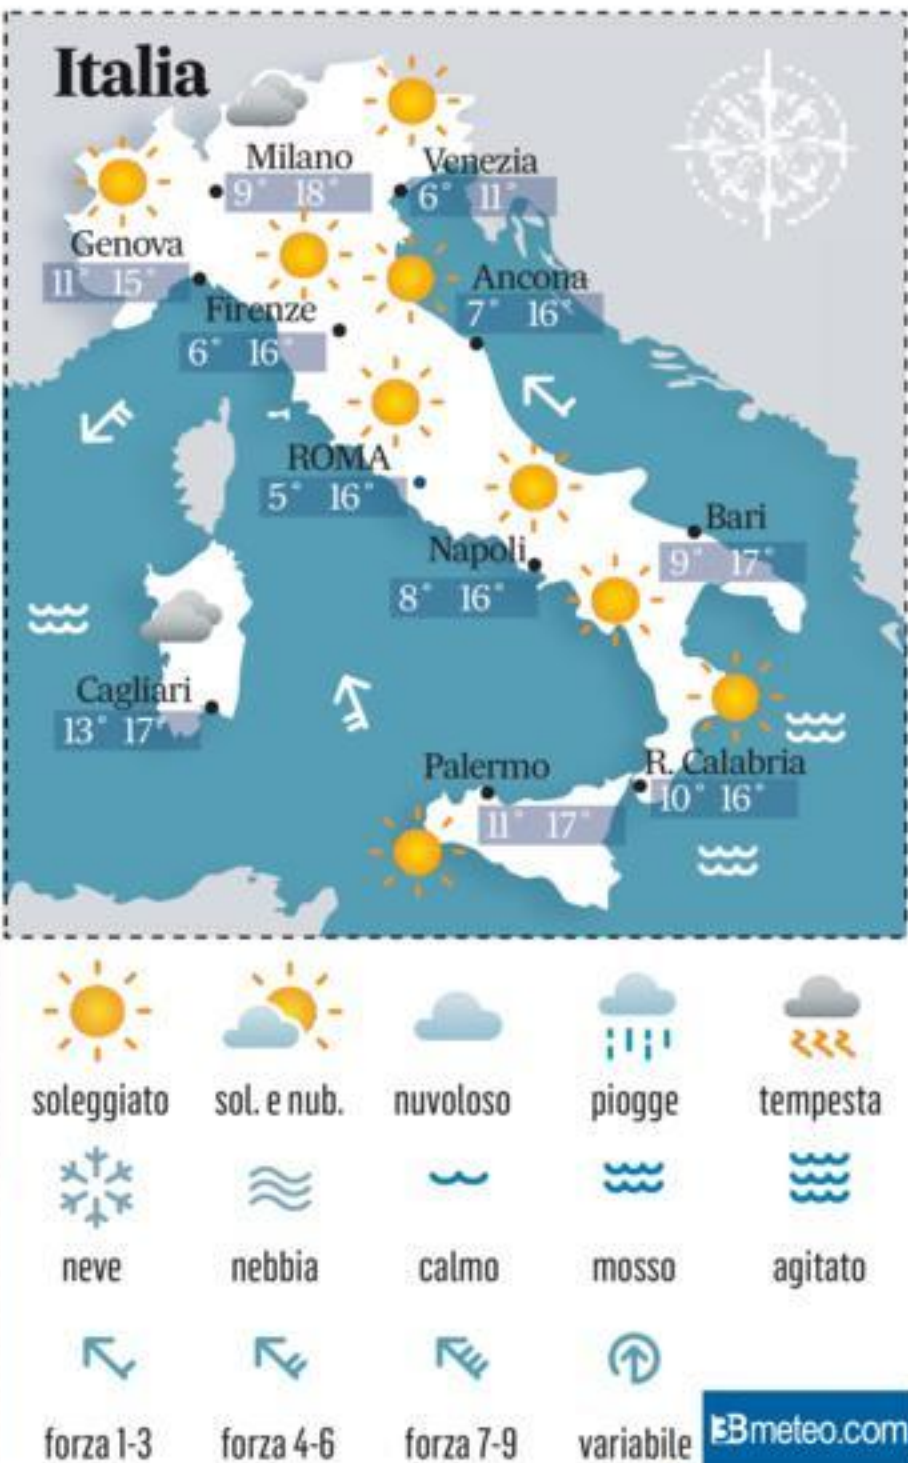 Italia
Milano
9° 18°
Venezia
6° 11°
Genova
11° 15°
Firenze
6° 16°
Ancona
7° 16°
ROMA
5° 16°
Napoli
8° 16°
Bari
9° 17°
Cagliari
13° 17°
Palermo
11° 17°
R. Calabria
10° 16°
soleggiato
sol. e nub.
nuvoloso
piogge
tempesta
neve
nebbia
calmo
mosso
agitato
forza 1-3
forza 4-6
forza 7-9
variabile
3Bmeteo.com